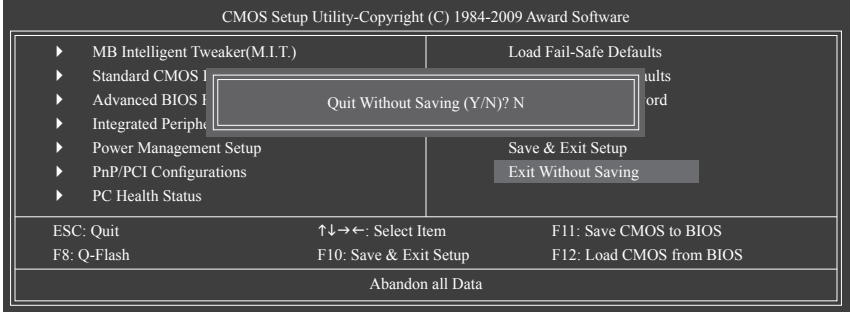 CMOS Setup Utility-Copyright (C) 1984-2009 Award Software
MB Intelligent Tweaker(M.I.T.)
Standard CMOS
Advanced BIOS
Integrated
Power Management Setup
PnP/PCI Configurations
PC Health Status
Load Fail-Safe Defaults
Quit Without Saving (Y/N)? N
Save & Exit Setup
Exit Without Saving
ESC: Quit
↑↓→←: Select Item
F11: Save CMOS to BIOS
F8: Q-Flash
F10: Save & Exit Setup
F12: Load CMOS from BIOS
Abandon all Data